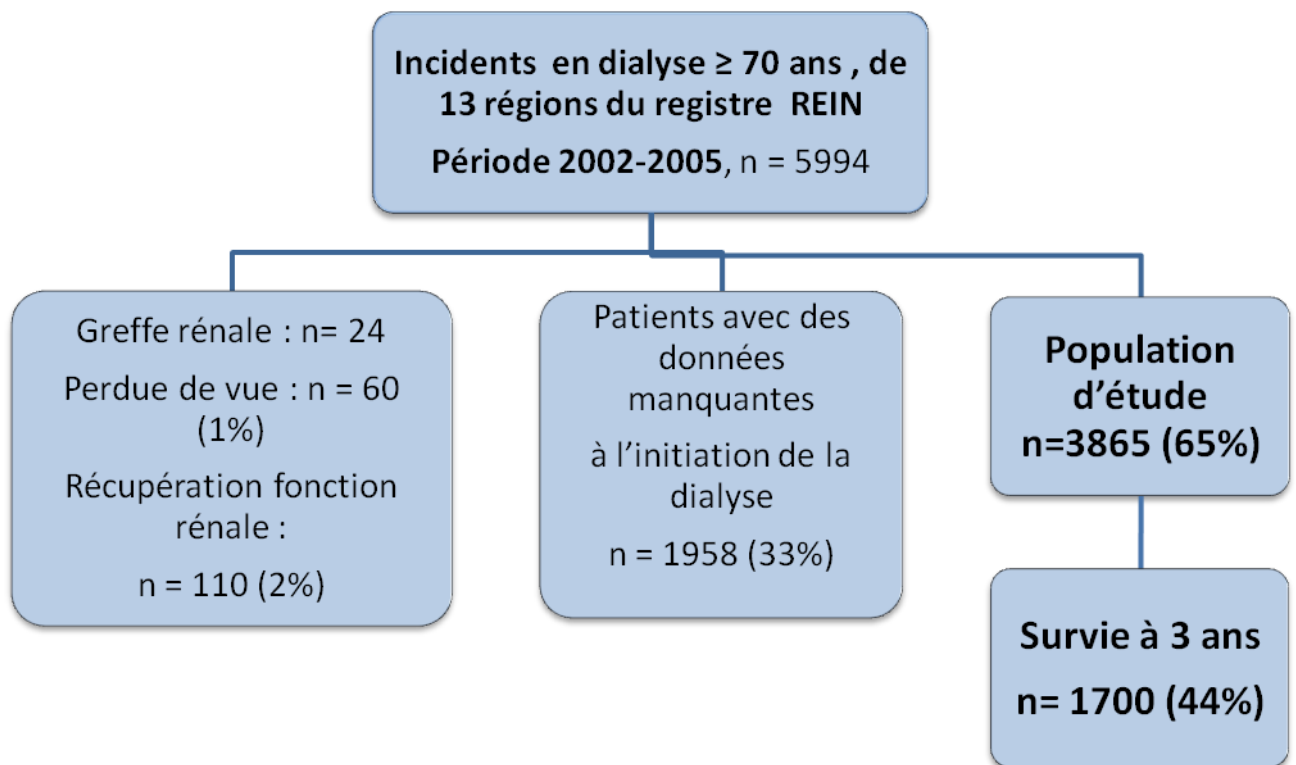 Incidents en dialyse ≥ 70 ans , de
13 régions du registre REIN
Période 2002-2005, n = 5994
Greffe rénale : n= 24
Perdue de vue : n = 60
(1%)
Récupération fonction
rénale :
n = 110 (2%)
Patients avec des
données
manquantes
à l’initiation de la
dialyse
n = 1958 (33%)
Population
d’étude
n=3865 (65%)
Survie à 3 ans
n= 1700 (44%)